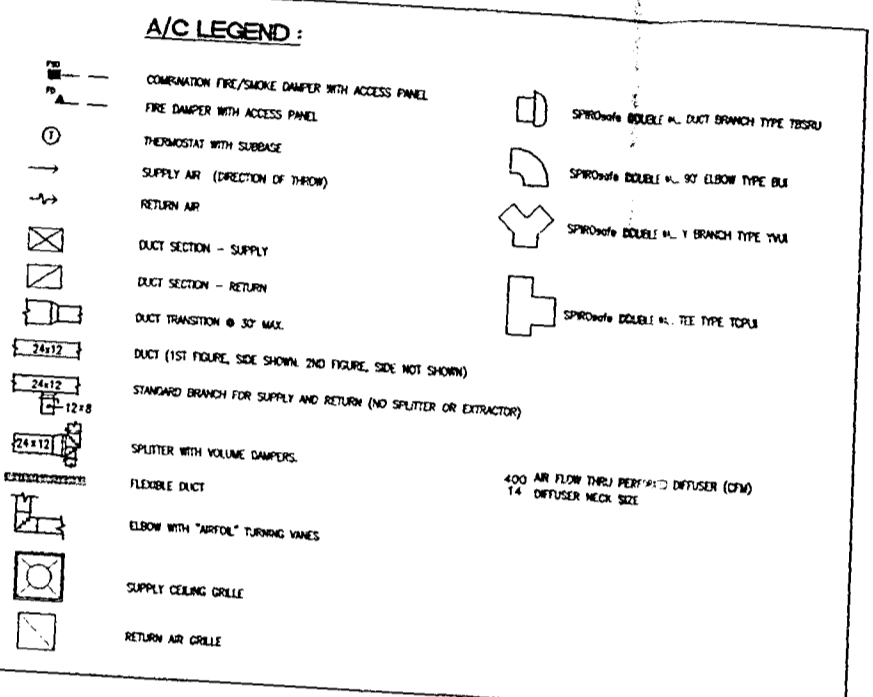 A/C LEGEND :
FSD
COMBINATION FIRE/SMOKE DAMPER WITH ACCESS PANEL
FD
FIRE DAMPER WITH ACCESS PANEL
T
THERMOSTAT WITH SUBBASE
SUPPLY AIR (DIRECTION OF THROW)
RETURN AIR
DUCT SECTION - SUPPLY
DUCT SECTION - RETURN
DUCT TRANSITION @ 30° MAX.
24x12
DUCT (1ST FIGURE, SIDE SHOWN. 2ND FIGURE, SIDE NOT SHOWN)
24x12
12x8
STANDARD BRANCH FOR SUPPLY AND RETURN (NO SPLITTER OR EXTRACTOR)
24x12
SPLITTER WITH VOLUME DAMPERS.
FLEXIBLE DUCT
ELBOW WITH "AIRFOIL" TURNING VANES
SUPPLY CEILING GRILLE
RETURN AIR GRILLE
SPIROsafe DOUBLE DUCT BRANCH TYPE TBSRU
SPIROsafe DOUBLE 90° ELBOW TYPE BUI
SPIROsafe DOUBLE Y BRANCH TYPE YVUI
SPIROsafe DOUBLE TEE TYPE TCPUI
400 AIR FLOW THRU DIFFUSER (CFM)
14 DIFFUSER NECK SIZE